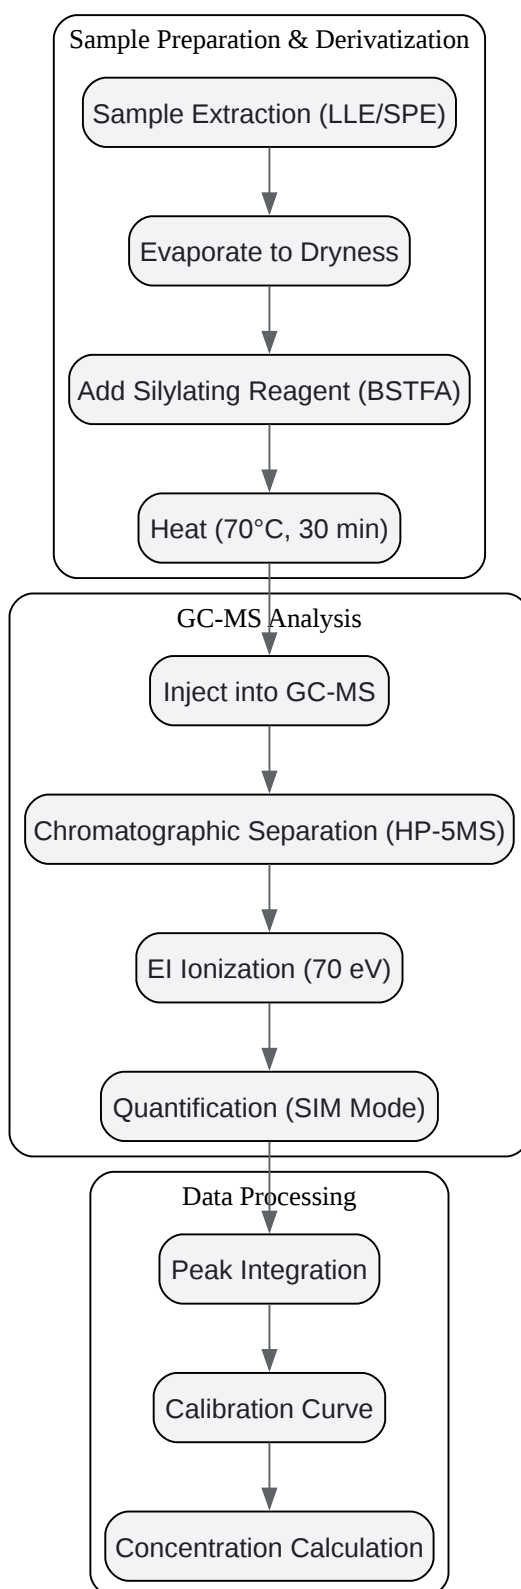 Sample Preparation & Derivatization
Sample Extraction (LLE/SPE)
Evaporate to Dryness
Add Silylating Reagent (BSTFA)
Heat (70°C, 30 min)
GC-MS Analysis
Inject into GC-MS
Chromatographic Separation (HP-5MS)
EI Ionization (70 eV)
Quantification (SIM Mode)
Data Processing
Peak Integration
Calibration Curve
Concentration Calculation